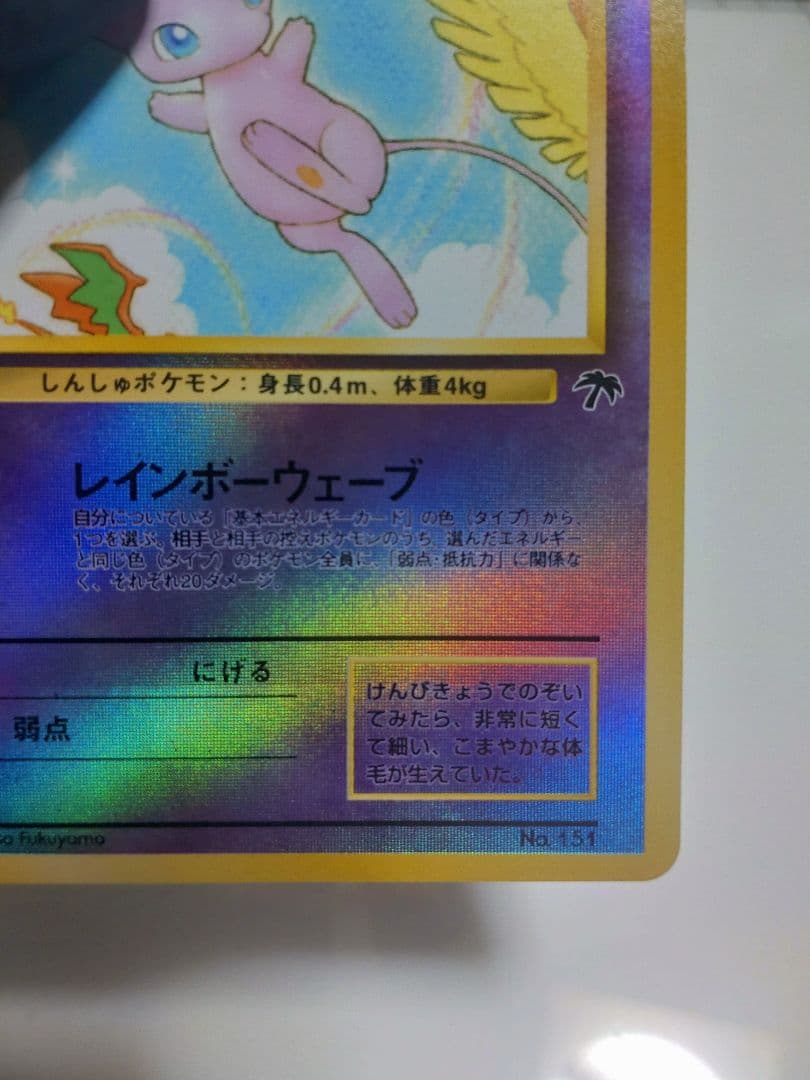 しんしゅポケモン：身長0.4m、体重4kg
レインボーウェーブ
自分についている「基本エネルギーカード」の色（タイプ）から、
1つを選ぶ。相手と相手の控えポケモンのうち、選んだエネルギー
と同じ色（タイプ）のポケモン全員に、「弱点・抵抗力」に関係な
く、それぞれ20ダメージ。
にげる
弱点
けんびきょうでのぞい
てみたら、非常に短く
て細い、こまやかな体
毛が生えていた。
Fukuyama
No. 151